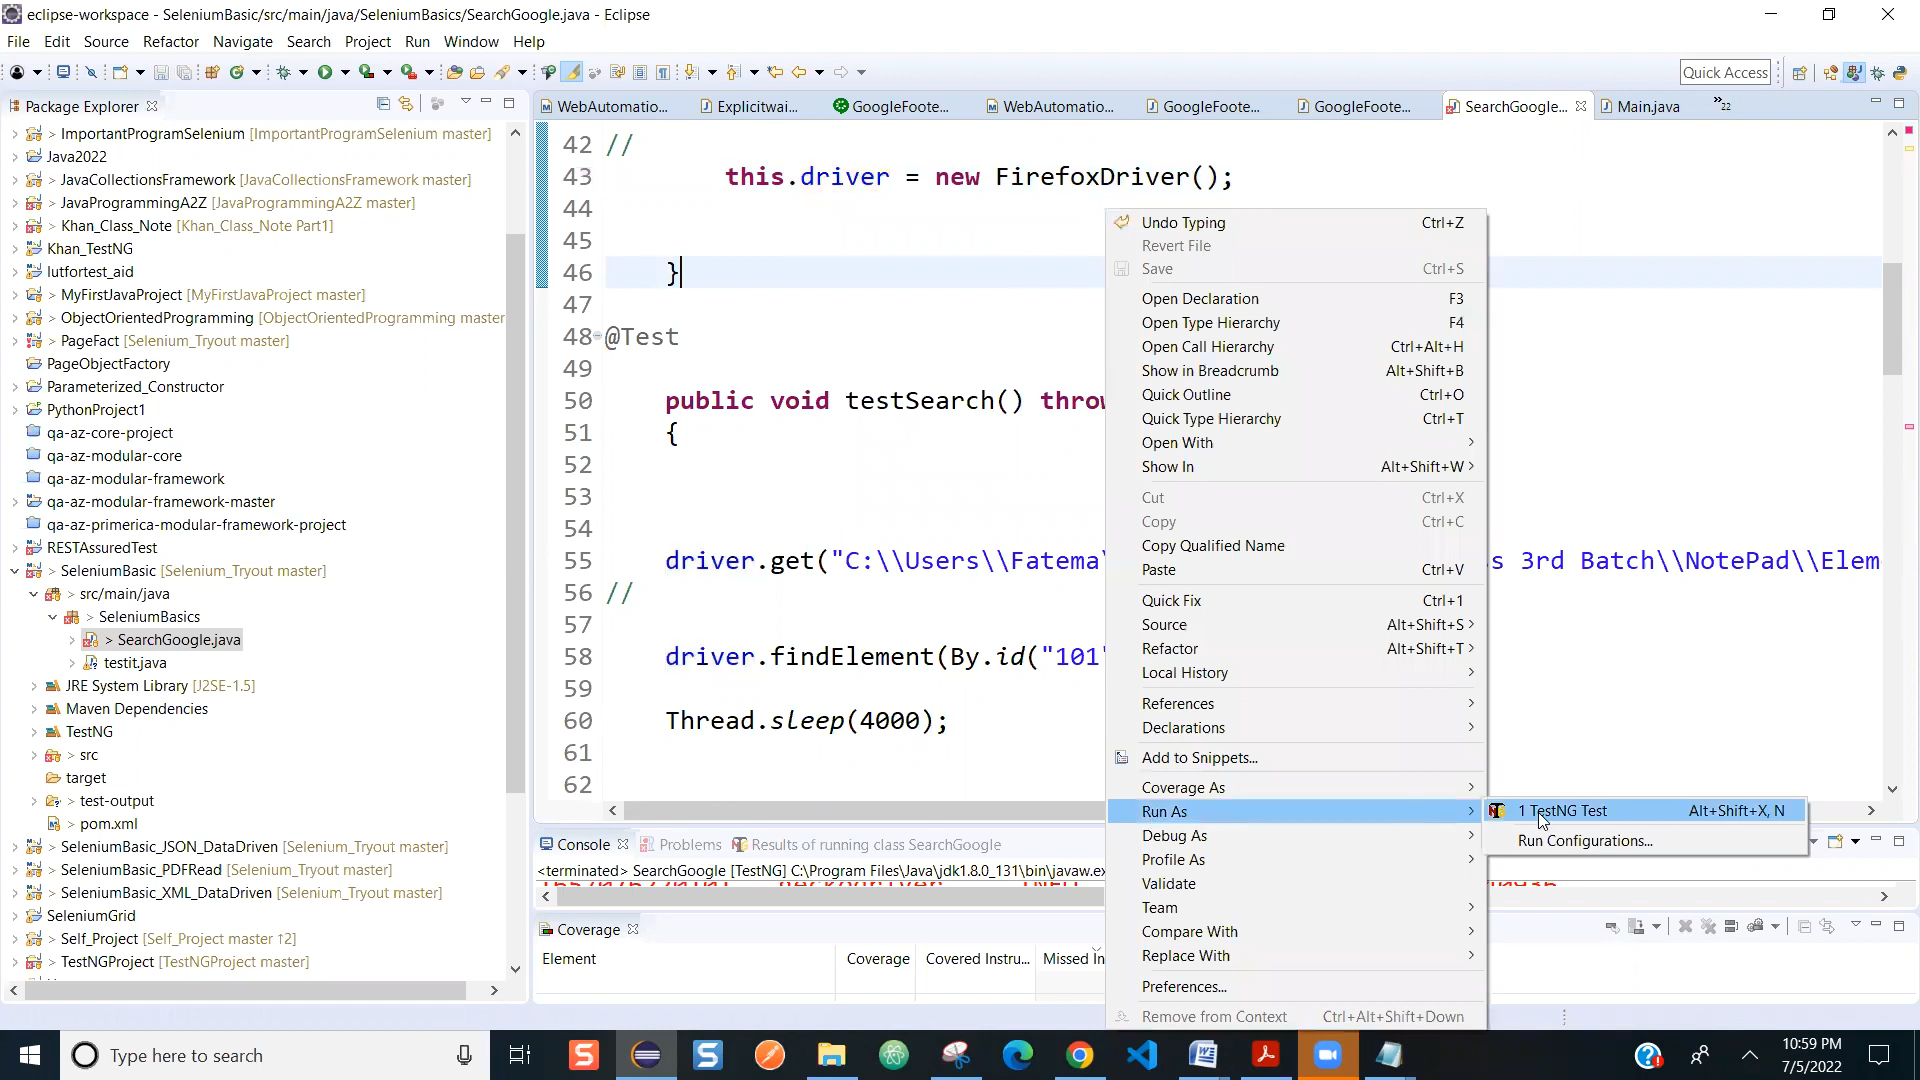 eclipse-workspace - SeleniumBasic/src/main/java/SeleniumBasics/SearchGoogle.java - Eclipse
File Edit Source Refactor Navigate Search Project Run Window Help
Quick Access
Package Explorer
WebAutomatio... Explicitwai... GoogleFoote... WebAutomatio... GoogleFoote... GoogleFoote... SearchGoogle... Main.java »22
> ImportantProgramSelenium [ImportantProgramSelenium master]
Java2022
> JavaCollectionsFramework [JavaCollectionsFramework master]
> JavaProgrammingA2Z [JavaProgrammingA2Z master]
> Khan_Class_Note [Khan_Class_Note Part1]
Khan_TestNG
lutfortest_aid
> MyFirstJavaProject [MyFirstJavaProject master]
> ObjectOrientedProgramming [ObjectOrientedProgramming master
> PageFact [Selenium_Tryout master]
PageObjectFactory
Parameterized_Constructor
PythonProject1
qa-az-core-project
qa-az-modular-core
qa-az-modular-framework
qa-az-modular-framework-master
qa-az-primerica-modular-framework-project
RESTAssuredTest
> SeleniumBasic [Selenium_Tryout master]
> src/main/java
> SeleniumBasics
> SearchGoogle.java
testit.java
JRE System Library [J2SE-1.5]
Maven Dependencies
TestNG
> src
target
> test-output
> pom.xml
> SeleniumBasic_JSON_DataDriven [Selenium_Tryout master]
> SeleniumBasic_PDFRead [Selenium_Tryout master]
> SeleniumBasic_XML_DataDriven [Selenium_Tryout master]
SeleniumGrid
> Self_Project [Self_Project master ↑2]
> TestNGProject [TestNGProject master]
42 //
43 this.driver = new FirefoxDriver();
44
45
46 }
47
48 @Test
49
50 public void testSearch() throw
51 {
52
53
54
55 driver.get("C:\\Users\\Fatema\ s 3rd Batch\\NotePad\\Elem
56 //
57
58 driver.findElement(By.id("101"
59
60 Thread.sleep(4000);
61
62
Undo Typing Ctrl+Z
Revert File
Save Ctrl+S
Open Declaration F3
Open Type Hierarchy F4
Open Call Hierarchy Ctrl+Alt+H
Show in Breadcrumb Alt+Shift+B
Quick Outline Ctrl+O
Quick Type Hierarchy Ctrl+T
Open With
Show In Alt+Shift+W
Cut Ctrl+X
Copy Ctrl+C
Copy Qualified Name
Paste Ctrl+V
Quick Fix Ctrl+1
Source Alt+Shift+S
Refactor Alt+Shift+T
Local History
References
Declarations
Add to Snippets...
Coverage As
Run As
Debug As
Profile As
Validate
Team
Compare With
Replace With
Preferences...
Remove from Context Ctrl+Alt+Shift+Down
1 TestNG Test Alt+Shift+X, N
Run Configurations...
Console Problems Results of running class SearchGoogle
<terminated> SearchGoogle [TestNG] C:\Program Files\Java\jdk1.8.0_131\bin\javaw.ex
Coverage
Element Coverage Covered Instru... Missed In
Type here to search
10:59 PM
7/5/2022